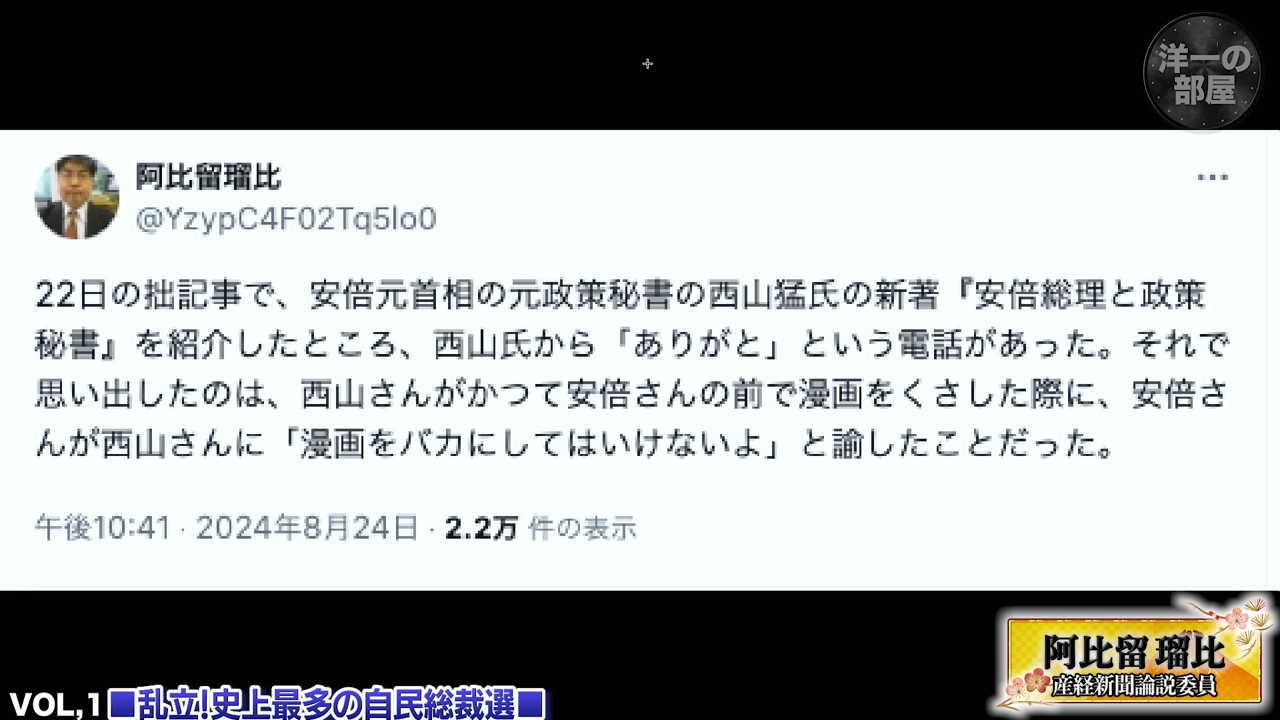 洋一の
部屋
阿比留瑠比
@YzypC4F02Tq5lo0
22日の拙記事で、安倍元首相の元政策秘書の西山猛氏の新著『安倍総理と政策
秘書』を紹介したところ、西山氏から「ありがと」という電話があった。それで
思い出したのは、西山さんがかつて安倍さんの前で漫画をくさした際に、安倍さ
んが西山さんに「漫画をバカにしてはいけないよ」と諭したことだった。
午後10:41 · 2024年8月24日 · 2.2万 件の表示
阿比留 瑠比
産経新聞論説委員
VOL,1 ■乱立!史上最多の自民総裁選■